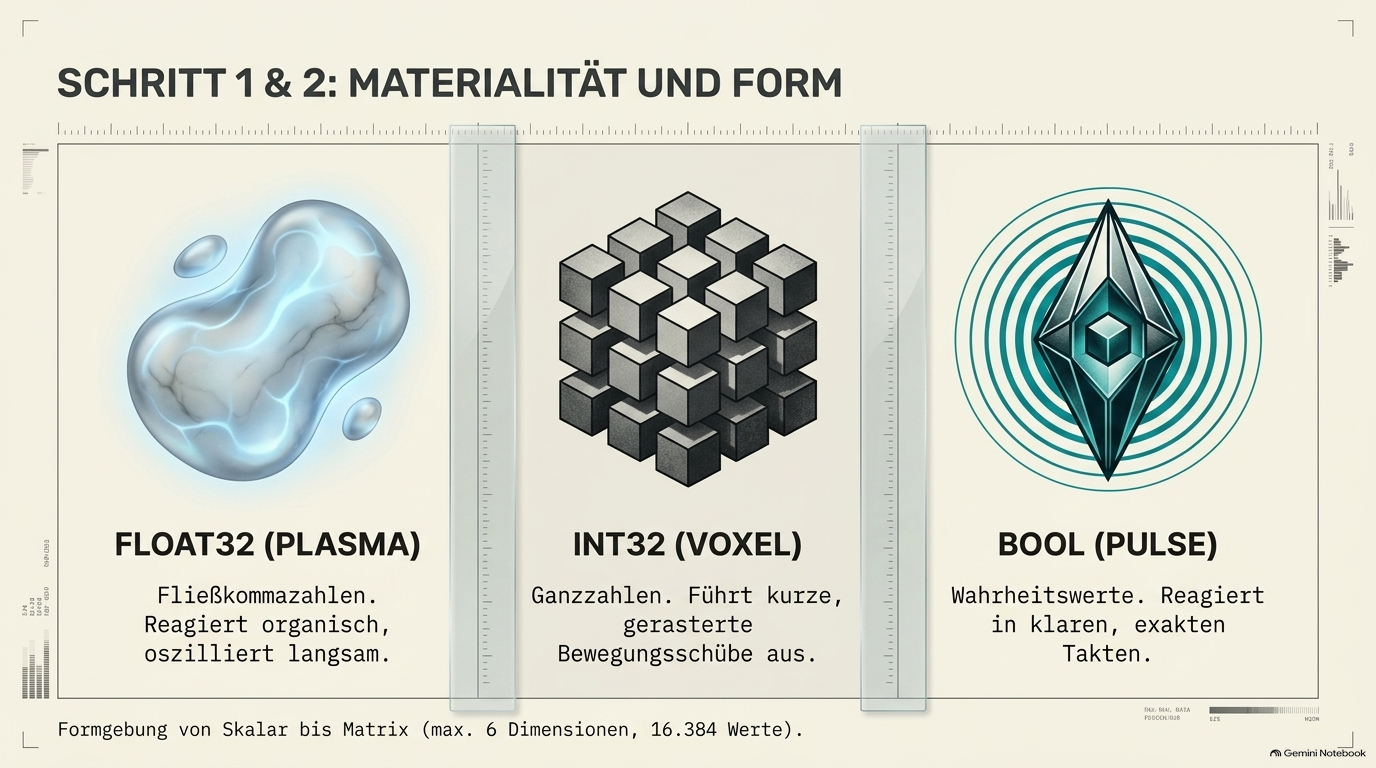 SCHRITT 1 & 2: MATERIALITÄT UND FORM
FLOAT32 (PLASMA)
Fließkommazahlen.
Reagiert organisch,
oszilliert langsam.
INT32 (VOXEL)
Ganzzahlen. Führt kurze,
gerasterte
Bewegungsschübe aus.
BOOL (PULSE)
Wahrheitswerte. Reagiert
in klaren, exakten
Takten.
Formgebung von Skalar bis Matrix (max. 6 Dimensionen, 16.384 Werte).
Gemini Notebook